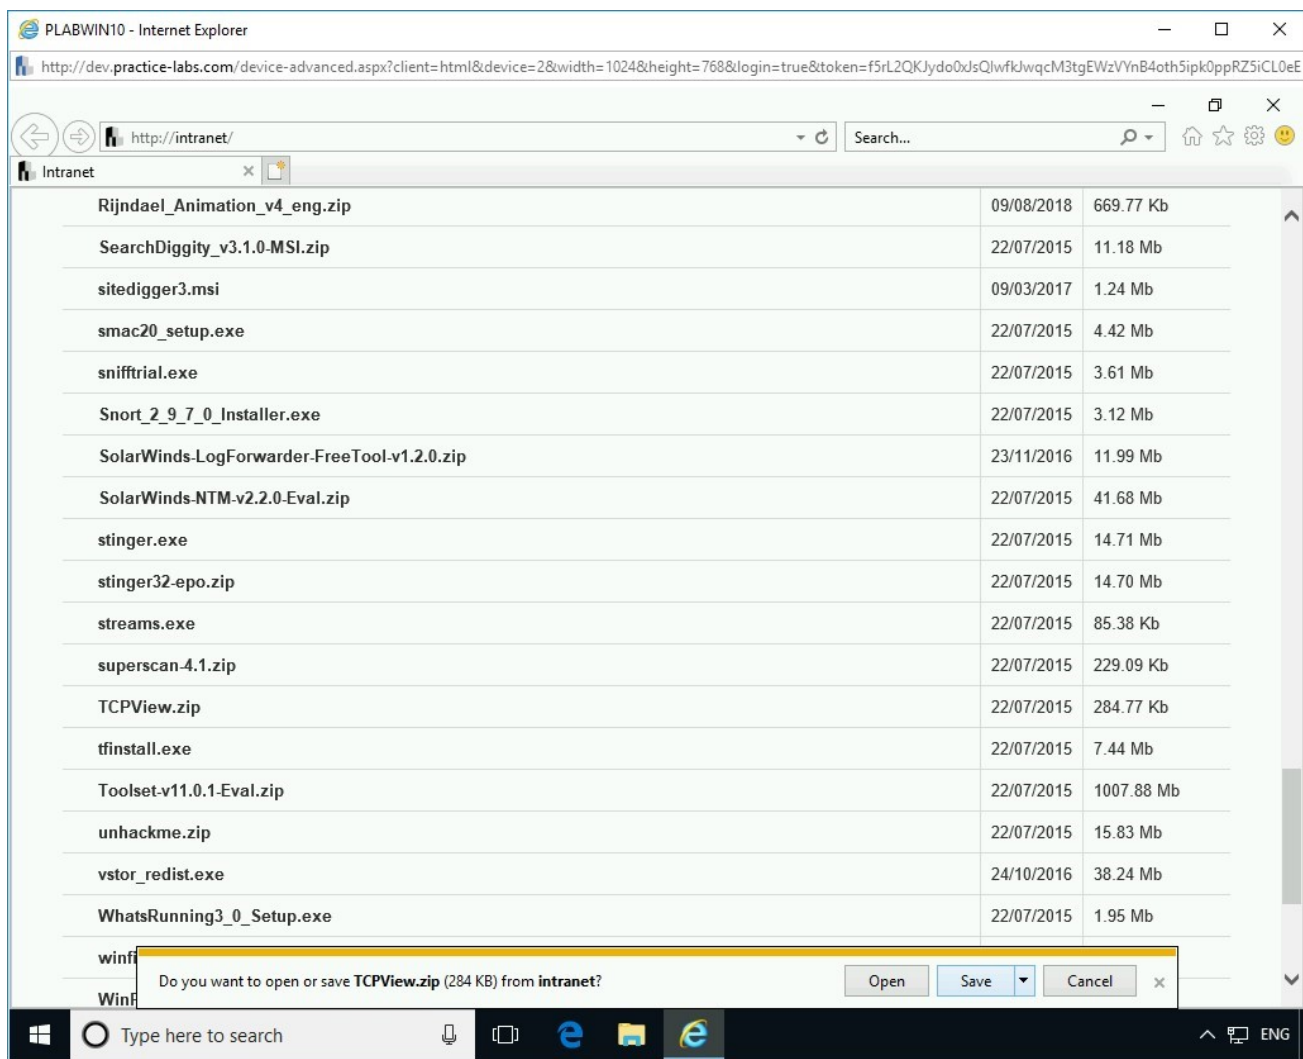 PLABWIN10 - Internet Explorer
http://dev.practice-labs.com/device-advanced.aspx?client=html&device=2&width=1024&height=768&login=true&token=f5rL2QKJydo0xJsQlwfkJwqcM3tgEWzVYnB4oth5ipk0ppRZ5iCL0eE
http://intranet/ Search...
Intranet
Rijndael_Animation_v4_eng.zip 09/08/2018 669.77 Kb
SearchDiggity_v3.1.0-MSI.zip 22/07/2015 11.18 Mb
sitedigger3.msi 09/03/2017 1.24 Mb
smac20_setup.exe 22/07/2015 4.42 Mb
snifftrial.exe 22/07/2015 3.61 Mb
Snort_2_9_7_0_Installer.exe 22/07/2015 3.12 Mb
SolarWinds-LogForwarder-FreeTool-v1.2.0.zip 23/11/2016 11.99 Mb
SolarWinds-NTM-v2.2.0-Eval.zip 22/07/2015 41.68 Mb
stinger.exe 22/07/2015 14.71 Mb
stinger32-epo.zip 22/07/2015 14.70 Mb
streams.exe 22/07/2015 85.38 Kb
superscan-4.1.zip 22/07/2015 229.09 Kb
TCPView.zip 22/07/2015 284.77 Kb
tfinstall.exe 22/07/2015 7.44 Mb
Toolset-v11.0.1-Eval.zip 22/07/2015 1007.88 Mb
unhackme.zip 22/07/2015 15.83 Mb
vstor_redist.exe 24/10/2016 38.24 Mb
WhatsRunning3_0_Setup.exe 22/07/2015 1.95 Mb
winfi
Do you want to open or save TCPView.zip (284 KB) from intranet? Open Save Cancel
Type here to search ENG